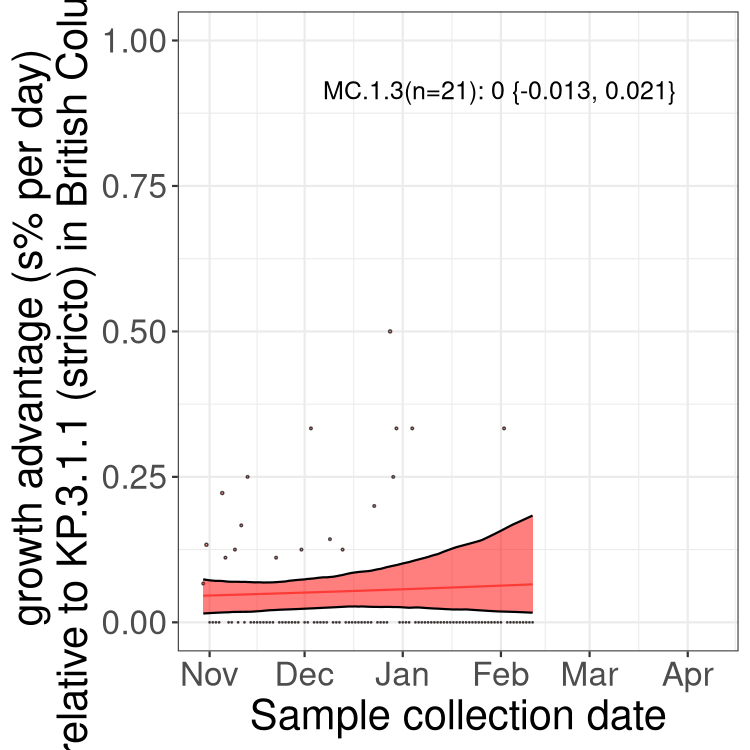 growth advantage (s% per day)
relative to KP.3.1.1 (stricto) in British Colu
1.00
0.75
0.50
0.25
0.00
MC.1.3(n=21): 0 {-0.013, 0.021}
Nov Dec Jan Feb Mar Apr
Sample collection date